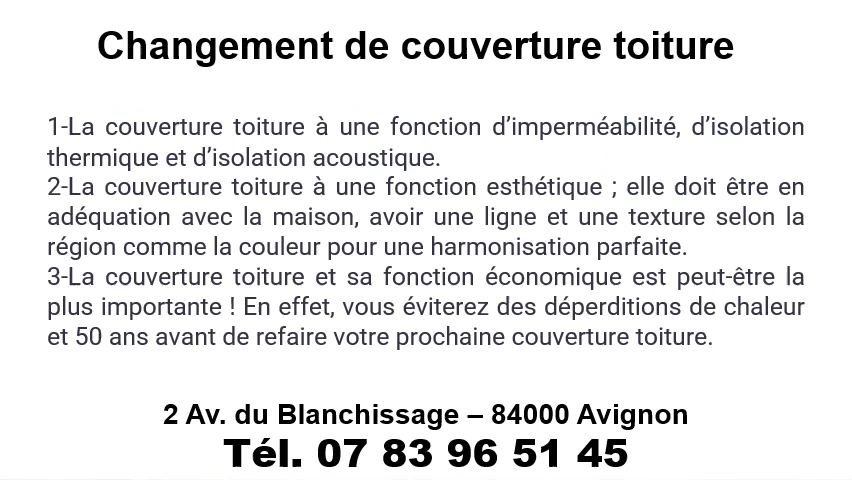 Changement de couverture toiture
1-La couverture toiture à une fonction d’imperméabilité, d’isolation
thermique et d’isolation acoustique.
2-La couverture toiture à une fonction esthétique ; elle doit être en
adéquation avec la maison, avoir une ligne et une texture selon la
région comme la couleur pour une harmonisation parfaite.
3-La couverture toiture et sa fonction économique est peut-être la
plus importante ! En effet, vous éviterez des déperditions de chaleur
et 50 ans avant de refaire votre prochaine couverture toiture.
2 Av. du Blanchissage – 84000 Avignon
Tél. 07 83 96 51 45